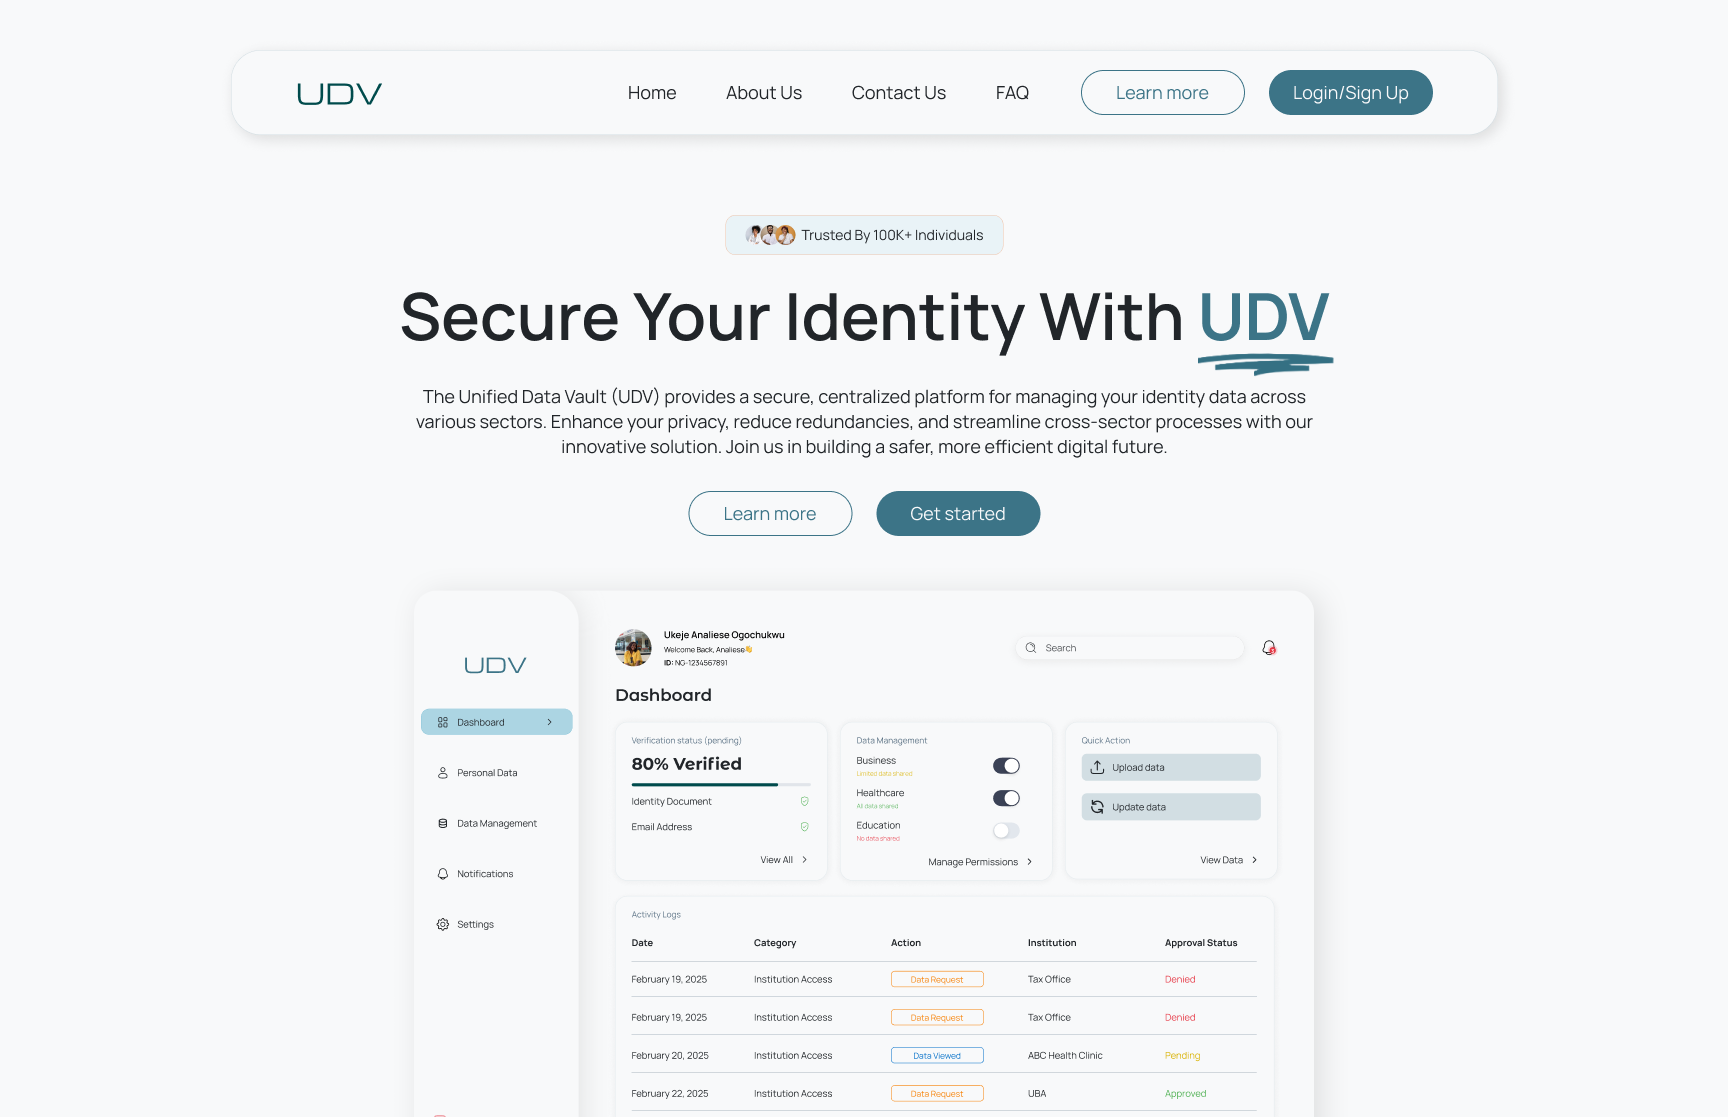 UDV
Home
About Us
Contact Us
FAQ
Learn more
Login/Sign Up
Trusted By 100K+ Individuals
Secure Your Identity With UDV
The Unified Data Vault (UDV) provides a secure, centralized platform for managing your identity data across
various sectors. Enhance your privacy, reduce redundancies, and streamline cross-sector processes with our
innovative solution. Join us in building a safer, more efficient digital future.
Learn more
Get started
UDV
Dashboard
Personal Data
Data Management
Notifications
Settings
Ukeje Analiese Ogochukwu
Welcome Back, Analiese👋
ID: NG-1234567891
Search
Dashboard
Verification status (pending)
80% Verified
Identity Document
Email Address
View All
Data Management
Business
Limited data shared
Healthcare
All data shared
Education
No data shared
Manage Permissions
Quick Action
Upload data
Update data
View Data
Activity Logs
Date Category Action Institution Approval Status
February 19, 2025 Institution Access Data Request Tax Office Denied
February 19, 2025 Institution Access Data Request Tax Office Denied
February 20, 2025 Institution Access Data Viewed ABC Health Clinic Pending
February 22, 2025 Institution Access Data Request UBA Approved